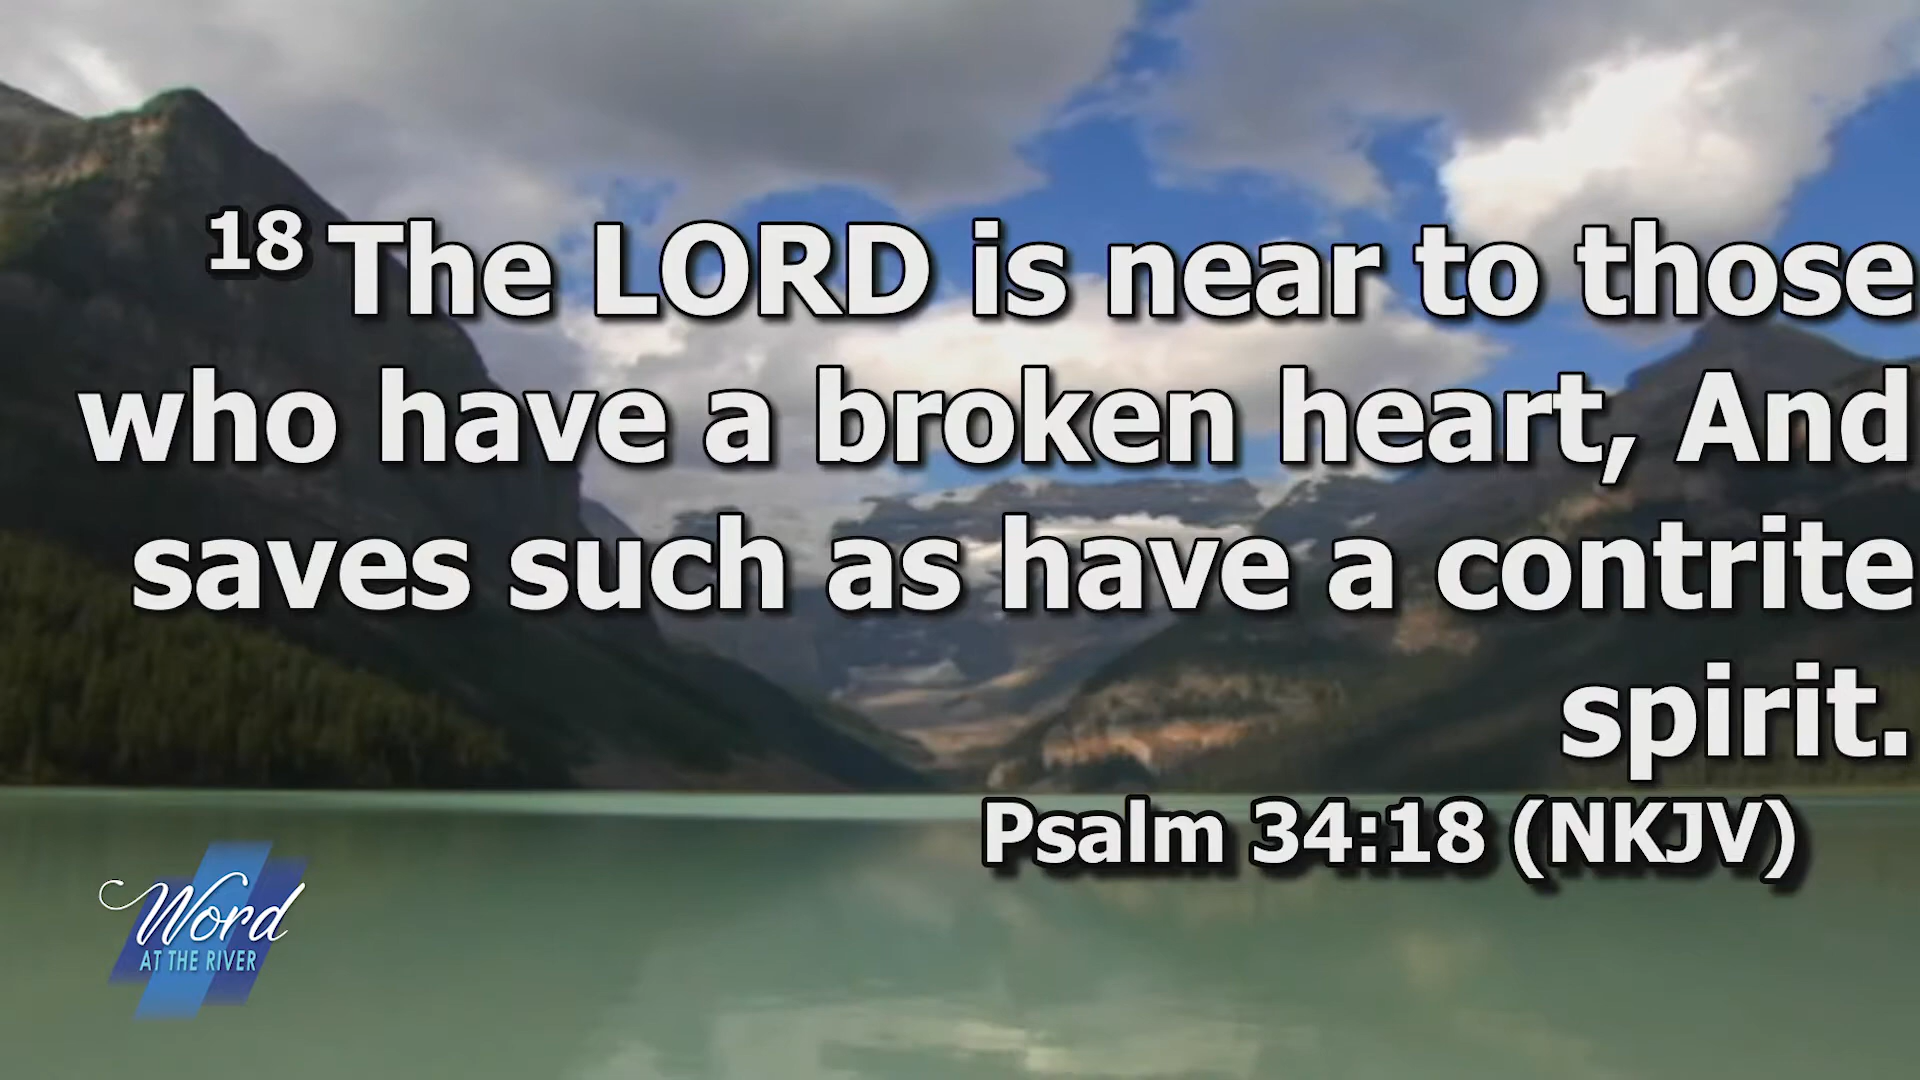 18 The LORD is near to those
who have a broken heart, And
saves such as have a contrite
spirit.
Psalm 34:18 (NKJV)
Word
AT THE RIVER